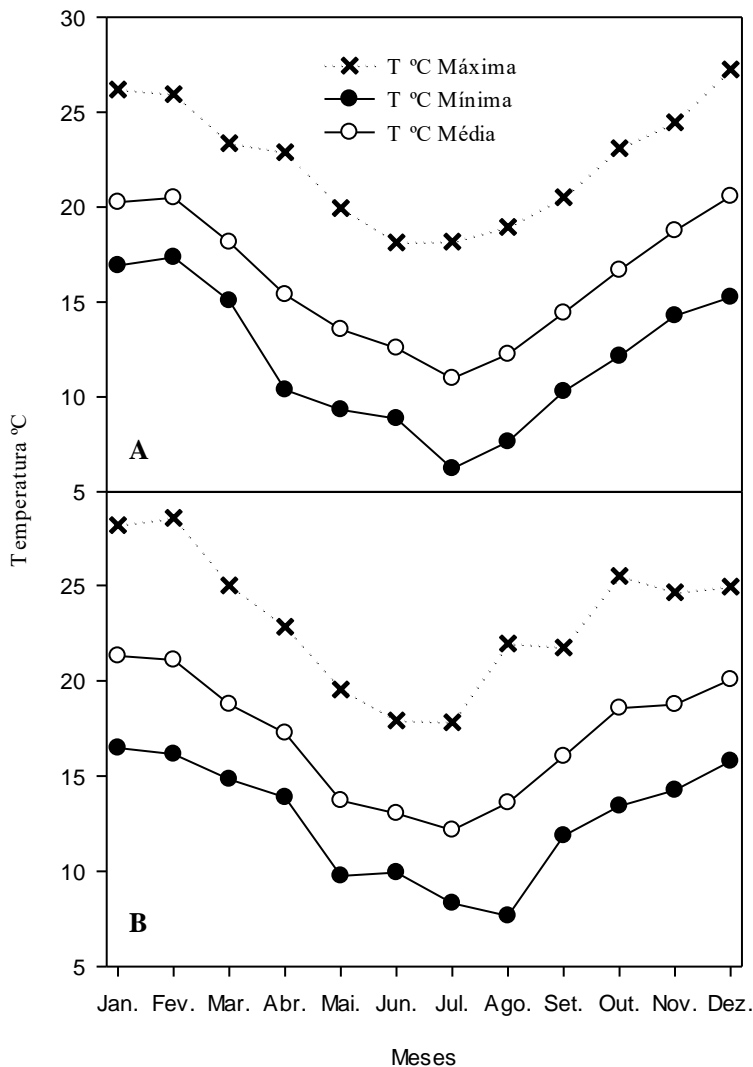 30
T ºC Máxima
T ºC Mínima
T ºC Média
25
20
15
10
A
5
Temperatura ºC
25
20
15
10
B
5
Jan. Fev. Mar. Abr. Mai. Jun. Jul. Ago. Set. Out. Nov. Dez.
Meses